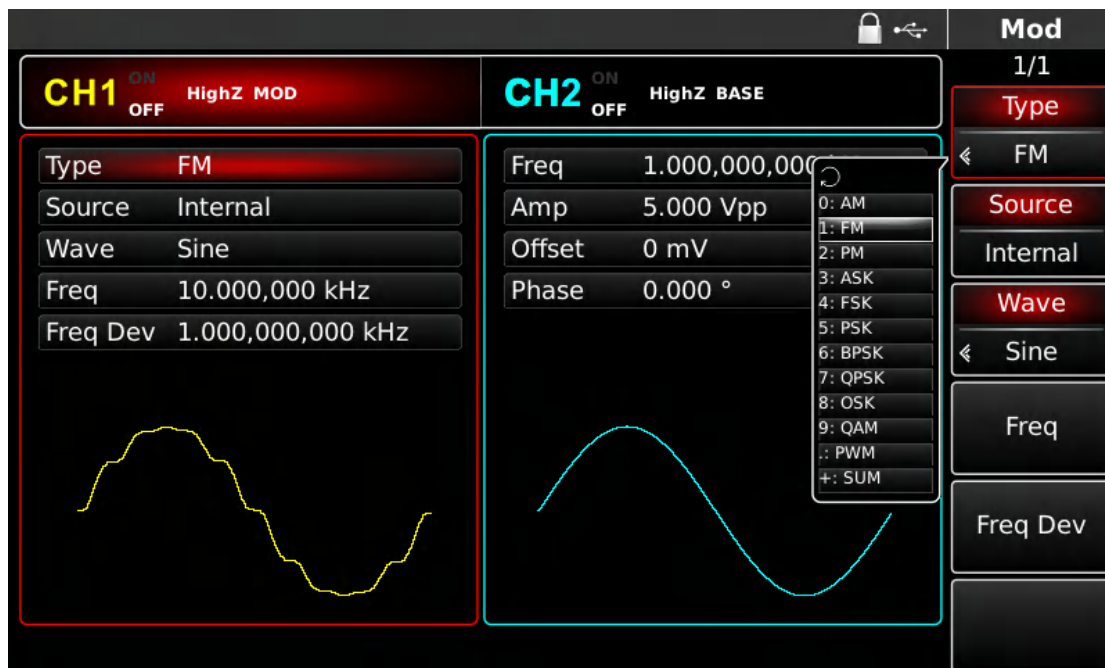 Mod
1/1
CH1 ON OFF HighZ MOD
CH2 ON OFF HighZ BASE
Type FM
Source Internal
Wave Sine
Freq 10.000,000 kHz
Freq Dev 1.000,000,000 kHz
Freq 1.000,000,000
Amp 5.000 Vpp
Offset 0 mV
Phase 0.000 °
0: AM
1: FM
2: PM
3: ASK
4: FSK
5: PSK
6: BPSK
7: QPSK
8: OSK
9: QAM
.: PWM
+: SUM
Type
FM
Source
Internal
Wave
Sine
Freq
Freq Dev